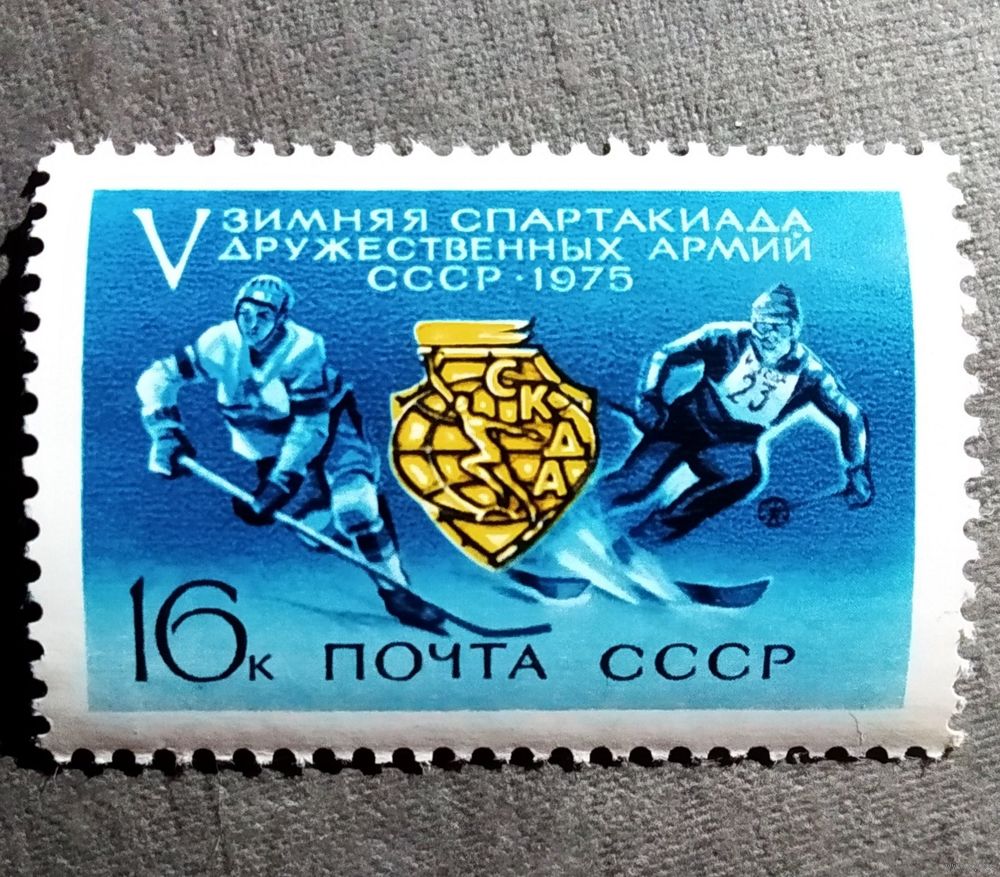 V ЗИМНЯЯ СПАРТАКИАДА
ДРУЖЕСТВЕННЫХ АРМИЙ
СССР · 1975
СКДА
23
16к ПОЧТА СССР